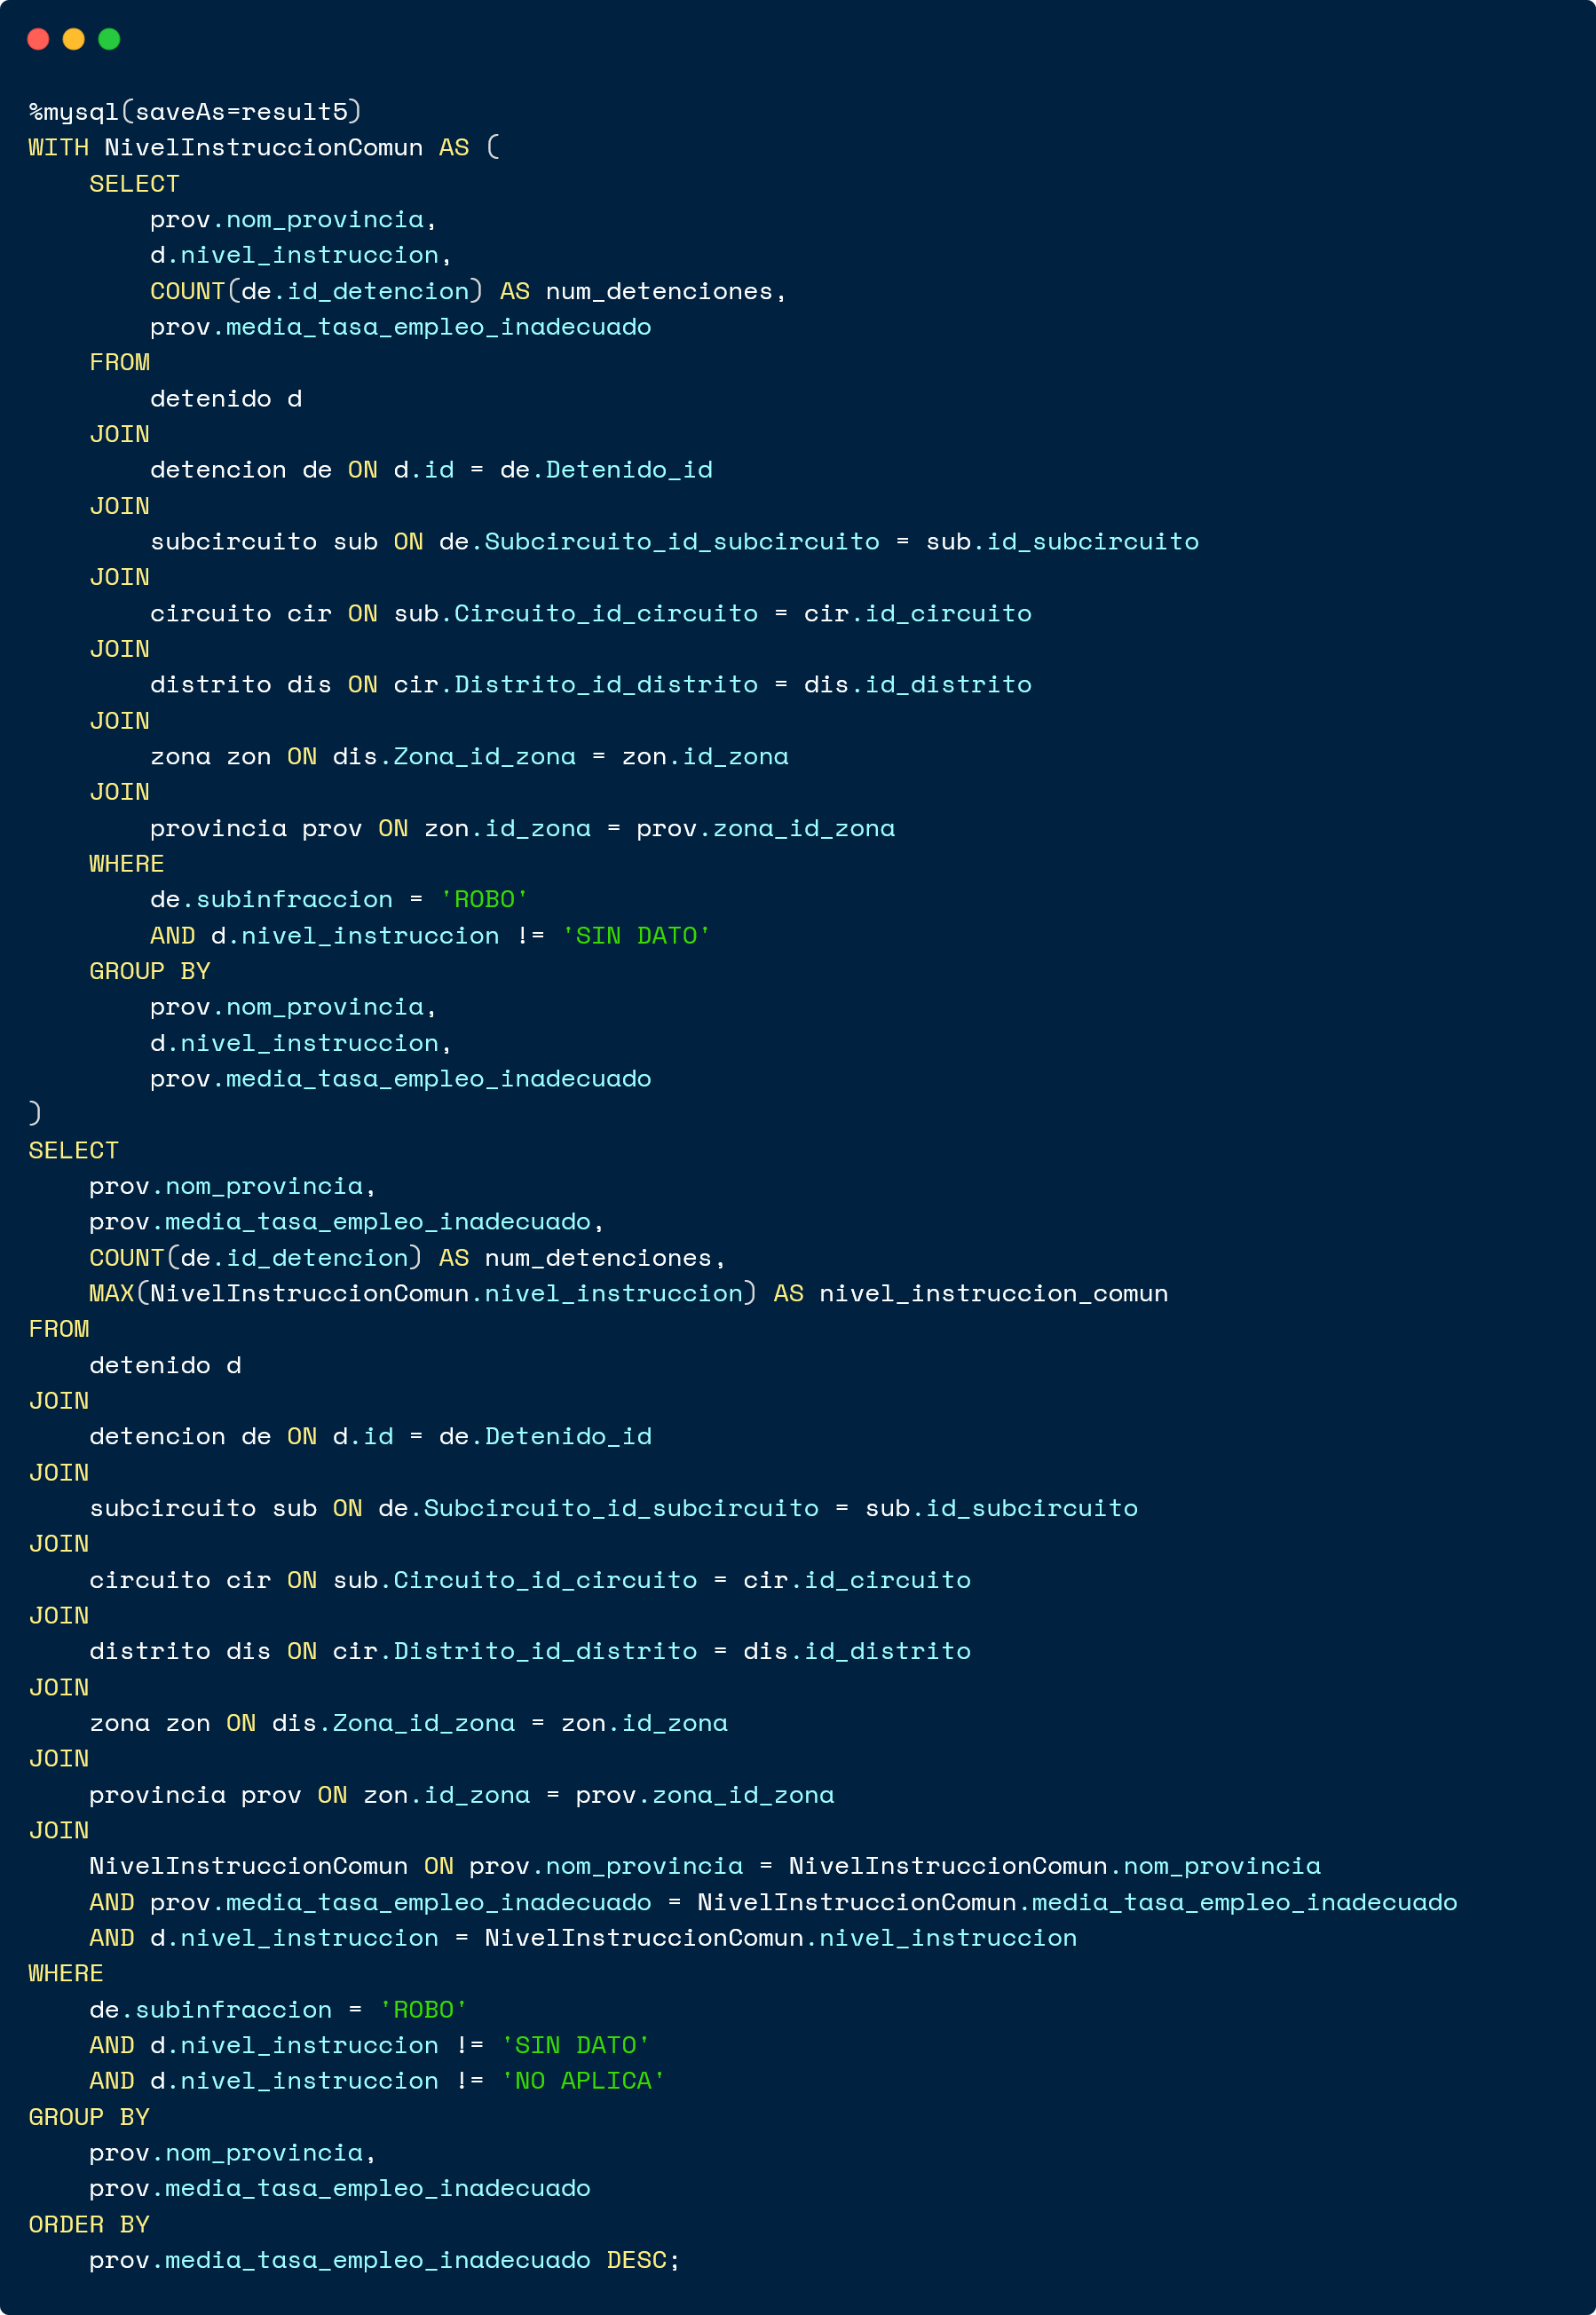 %mysql(saveAs=result5)
WITH NivelInstruccionComun AS (
    SELECT
        prov.nom_provincia,
        d.nivel_instruccion,
        COUNT(de.id_detencion) AS num_detenciones,
        prov.media_tasa_empleo_inadecuado
    FROM
        detenido d
    JOIN
        detencion de ON d.id = de.Detenido_id
    JOIN
        subcircuito sub ON de.Subcircuito_id_subcircuito = sub.id_subcircuito
    JOIN
        circuito cir ON sub.Circuito_id_circuito = cir.id_circuito
    JOIN
        distrito dis ON cir.Distrito_id_distrito = dis.id_distrito
    JOIN
        zona zon ON dis.Zona_id_zona = zon.id_zona
    JOIN
        provincia prov ON zon.id_zona = prov.zona_id_zona
    WHERE
        de.subinfraccion = 'ROBO'
        AND d.nivel_instruccion != 'SIN DATO'
    GROUP BY
        prov.nom_provincia,
        d.nivel_instruccion,
        prov.media_tasa_empleo_inadecuado
)
SELECT
    prov.nom_provincia,
    prov.media_tasa_empleo_inadecuado,
    COUNT(de.id_detencion) AS num_detenciones,
    MAX(NivelInstruccionComun.nivel_instruccion) AS nivel_instruccion_comun
FROM
    detenido d
JOIN
    detencion de ON d.id = de.Detenido_id
JOIN
    subcircuito sub ON de.Subcircuito_id_subcircuito = sub.id_subcircuito
JOIN
    circuito cir ON sub.Circuito_id_circuito = cir.id_circuito
JOIN
    distrito dis ON cir.Distrito_id_distrito = dis.id_distrito
JOIN
    zona zon ON dis.Zona_id_zona = zon.id_zona
JOIN
    provincia prov ON zon.id_zona = prov.zona_id_zona
JOIN
    NivelInstruccionComun ON prov.nom_provincia = NivelInstruccionComun.nom_provincia
    AND prov.media_tasa_empleo_inadecuado = NivelInstruccionComun.media_tasa_empleo_inadecuado
    AND d.nivel_instruccion = NivelInstruccionComun.nivel_instruccion
WHERE
    de.subinfraccion = 'ROBO'
    AND d.nivel_instruccion != 'SIN DATO'
    AND d.nivel_instruccion != 'NO APLICA'
GROUP BY
    prov.nom_provincia,
    prov.media_tasa_empleo_inadecuado
ORDER BY
    prov.media_tasa_empleo_inadecuado DESC;